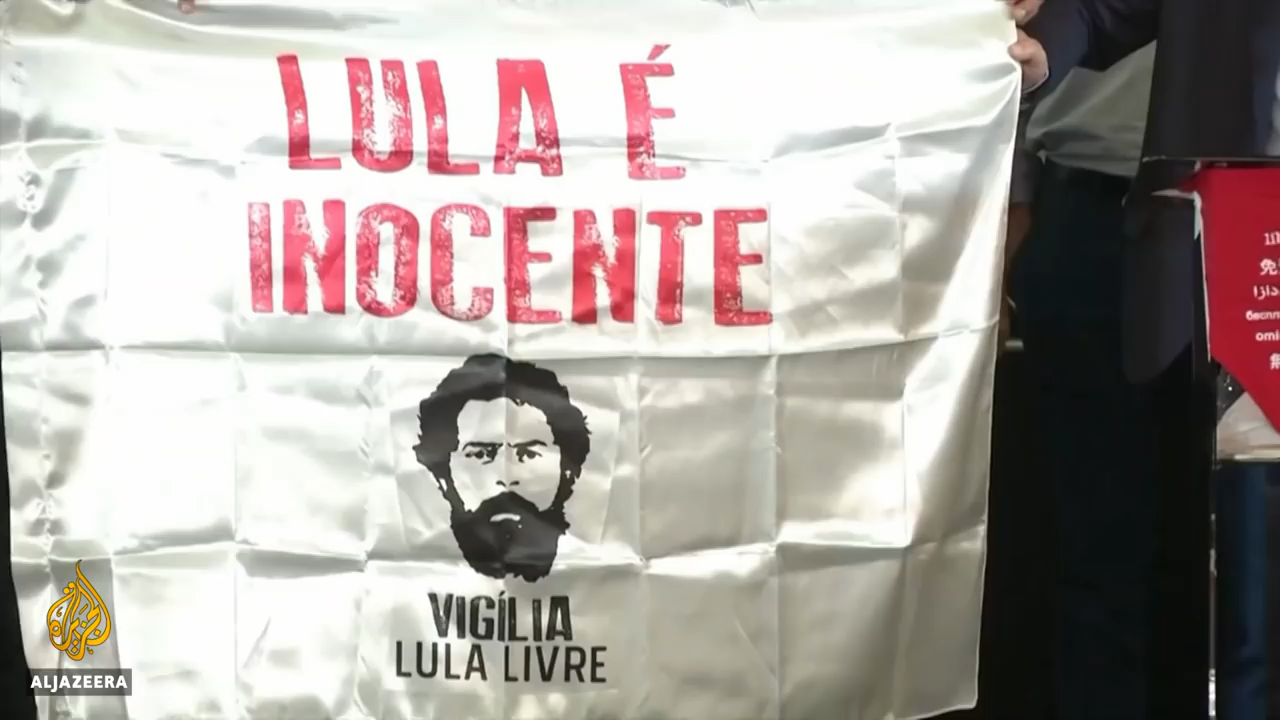 LULA É
INOCENTE
VIGÍLIA
LULA LIVRE
ALJAZEERA